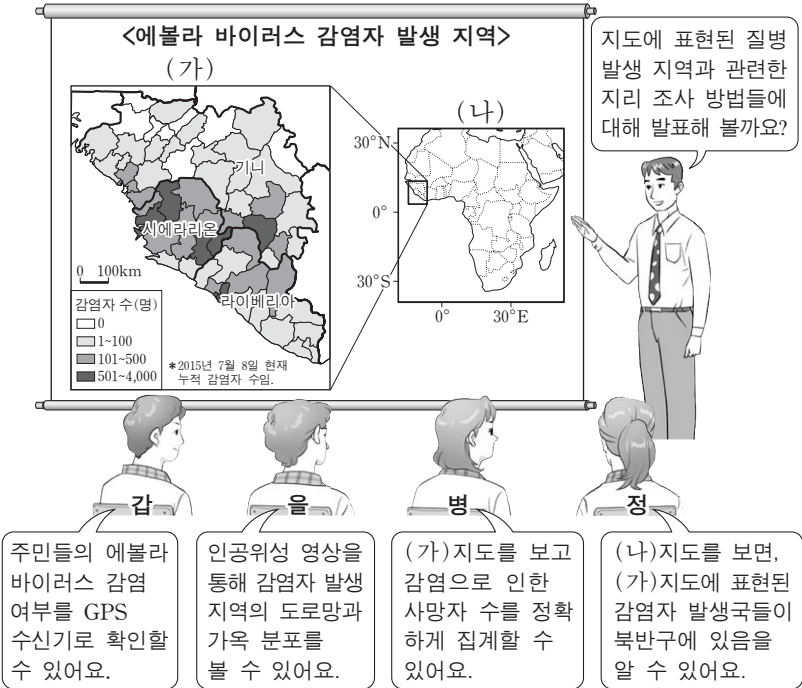 <에볼라 바이러스 감염자 발생 지역>
(가)
(나)
지도에 표현된 질병
발생 지역과 관련한
지리 조사 방법들에
대해 발표해 볼까요?
기니
시에라리온
라이베리아
0 100km
감염자 수(명)
0
1~100
101~500
501~4,000
*2015년 7월 8일 현재
누적 감염자 수임.
30°N
0°
30°S
0° 30°E
갑
을
병
정
주민들의 에볼라
바이러스 감염
여부를 GPS
수신기로 확인할
수 있어요.
인공위성 영상을
통해 감염자 발생
지역의 도로망과
가옥 분포를
볼 수 있어요.
(가)지도를 보고
감염으로 인한
사망자 수를 정확
하게 집계할 수
있어요.
(나)지도를 보면,
(가)지도에 표현된
감염자 발생국들이
북반구에 있음을
알 수 있어요.